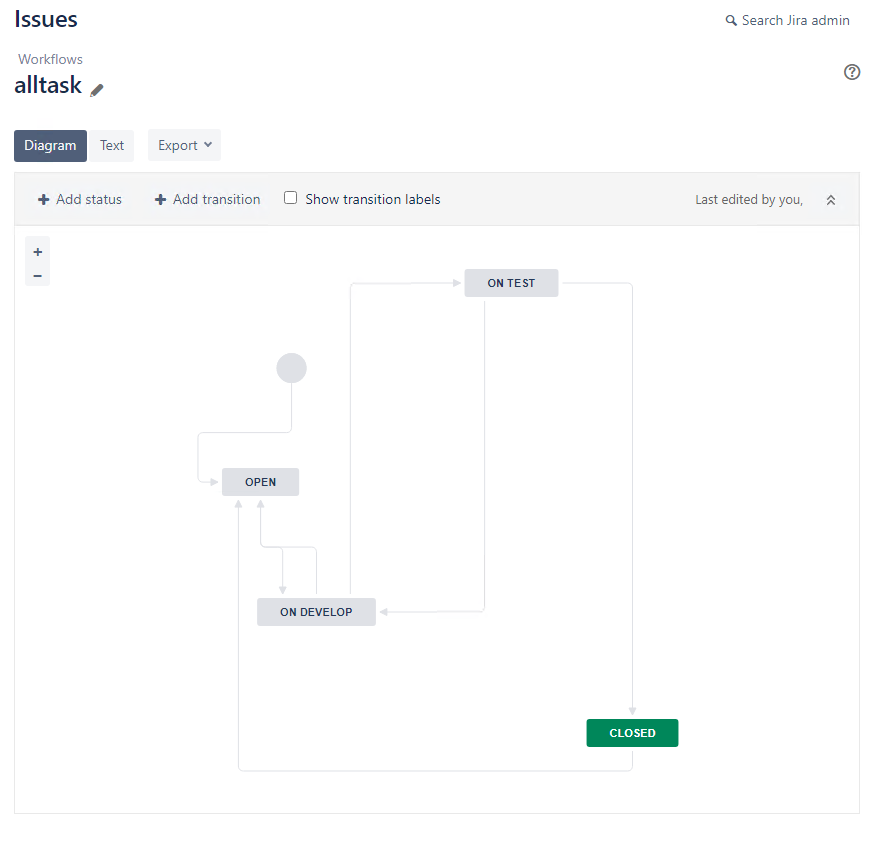 Issues
Search Jira admin
Workflows
alltask
Diagram Text Export
Add status Add transition Show transition labels Last edited by you,
ON TEST
OPEN
ON DEVELOP
CLOSED